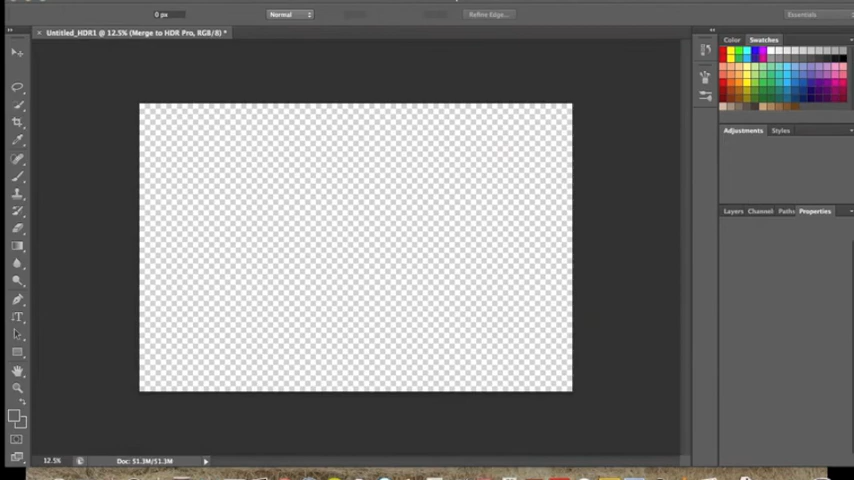 0 px
Normal
Refine Edge...
Essentials
Untitled_HDR1 @ 12.5% (Merge to HDR Pro, RGB/8) *
Color
Swatches
Adjustments
Styles
Layers
Channel
Paths
Properties
T
12.5%
Doc: 51.3M/51.3M